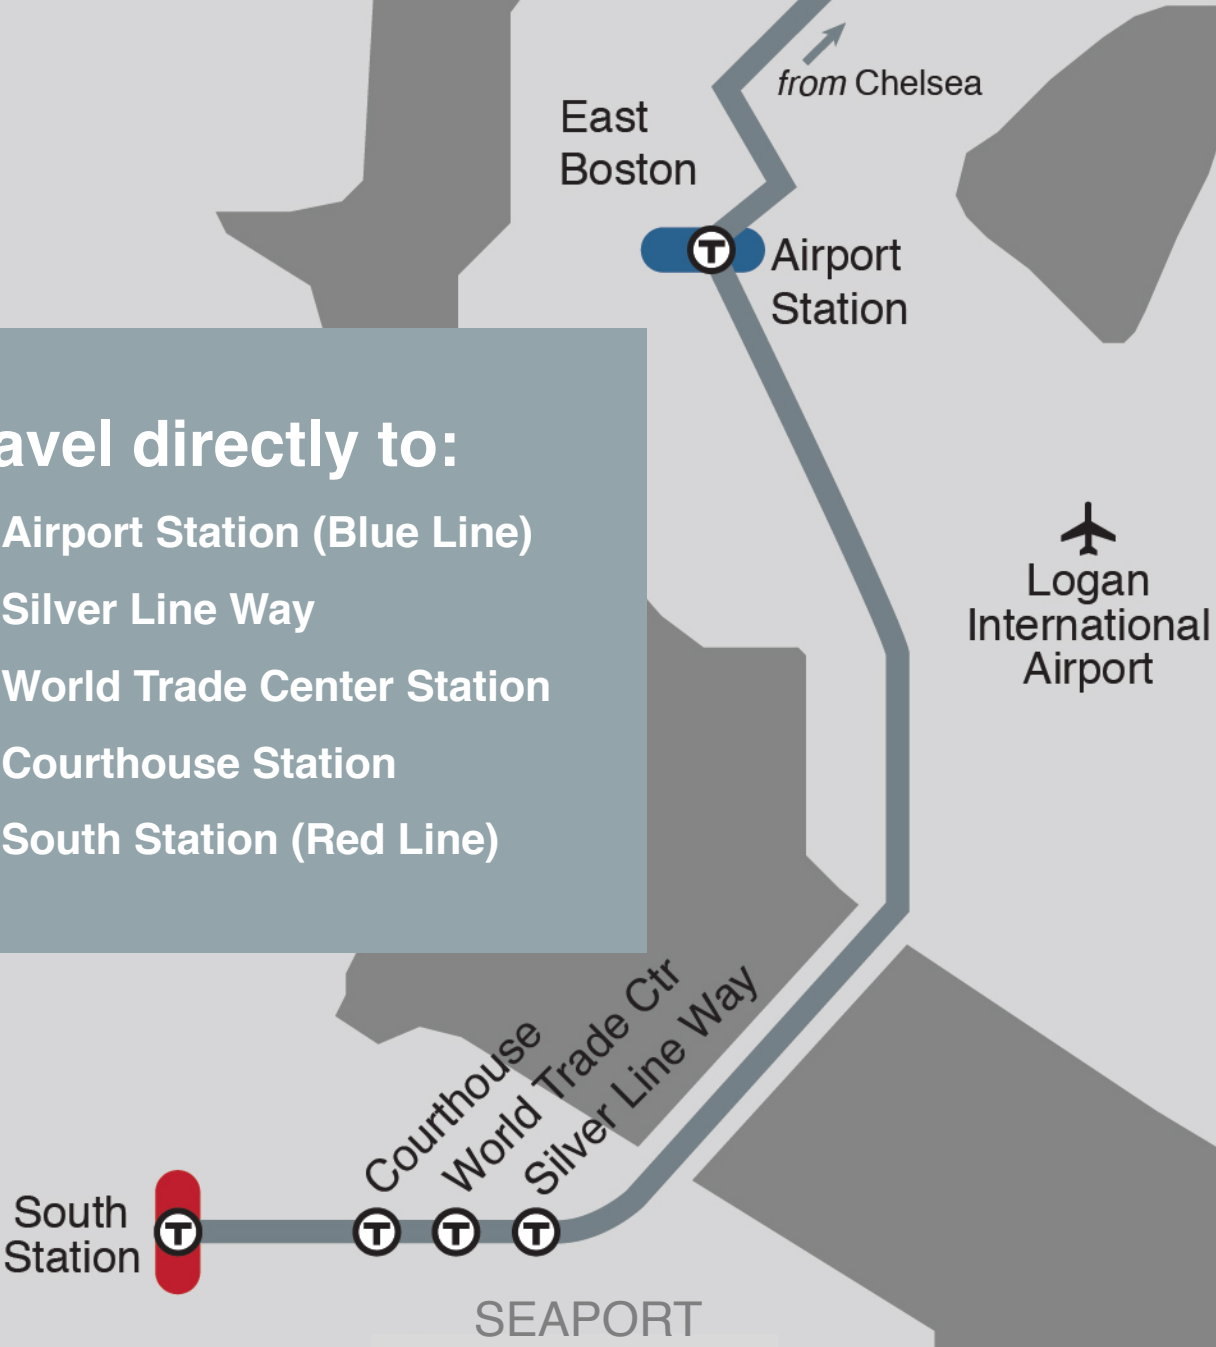 from Chelsea
East
Boston
T
Airport
Station
avel directly to:
Airport Station (Blue Line)
Silver Line Way
World Trade Center Station
Courthouse Station
South Station (Red Line)
Logan
International
Airport
Courthouse
World Trade Ctr
Silver Line Way
South
Station
T
T
T
T
SEAPORT